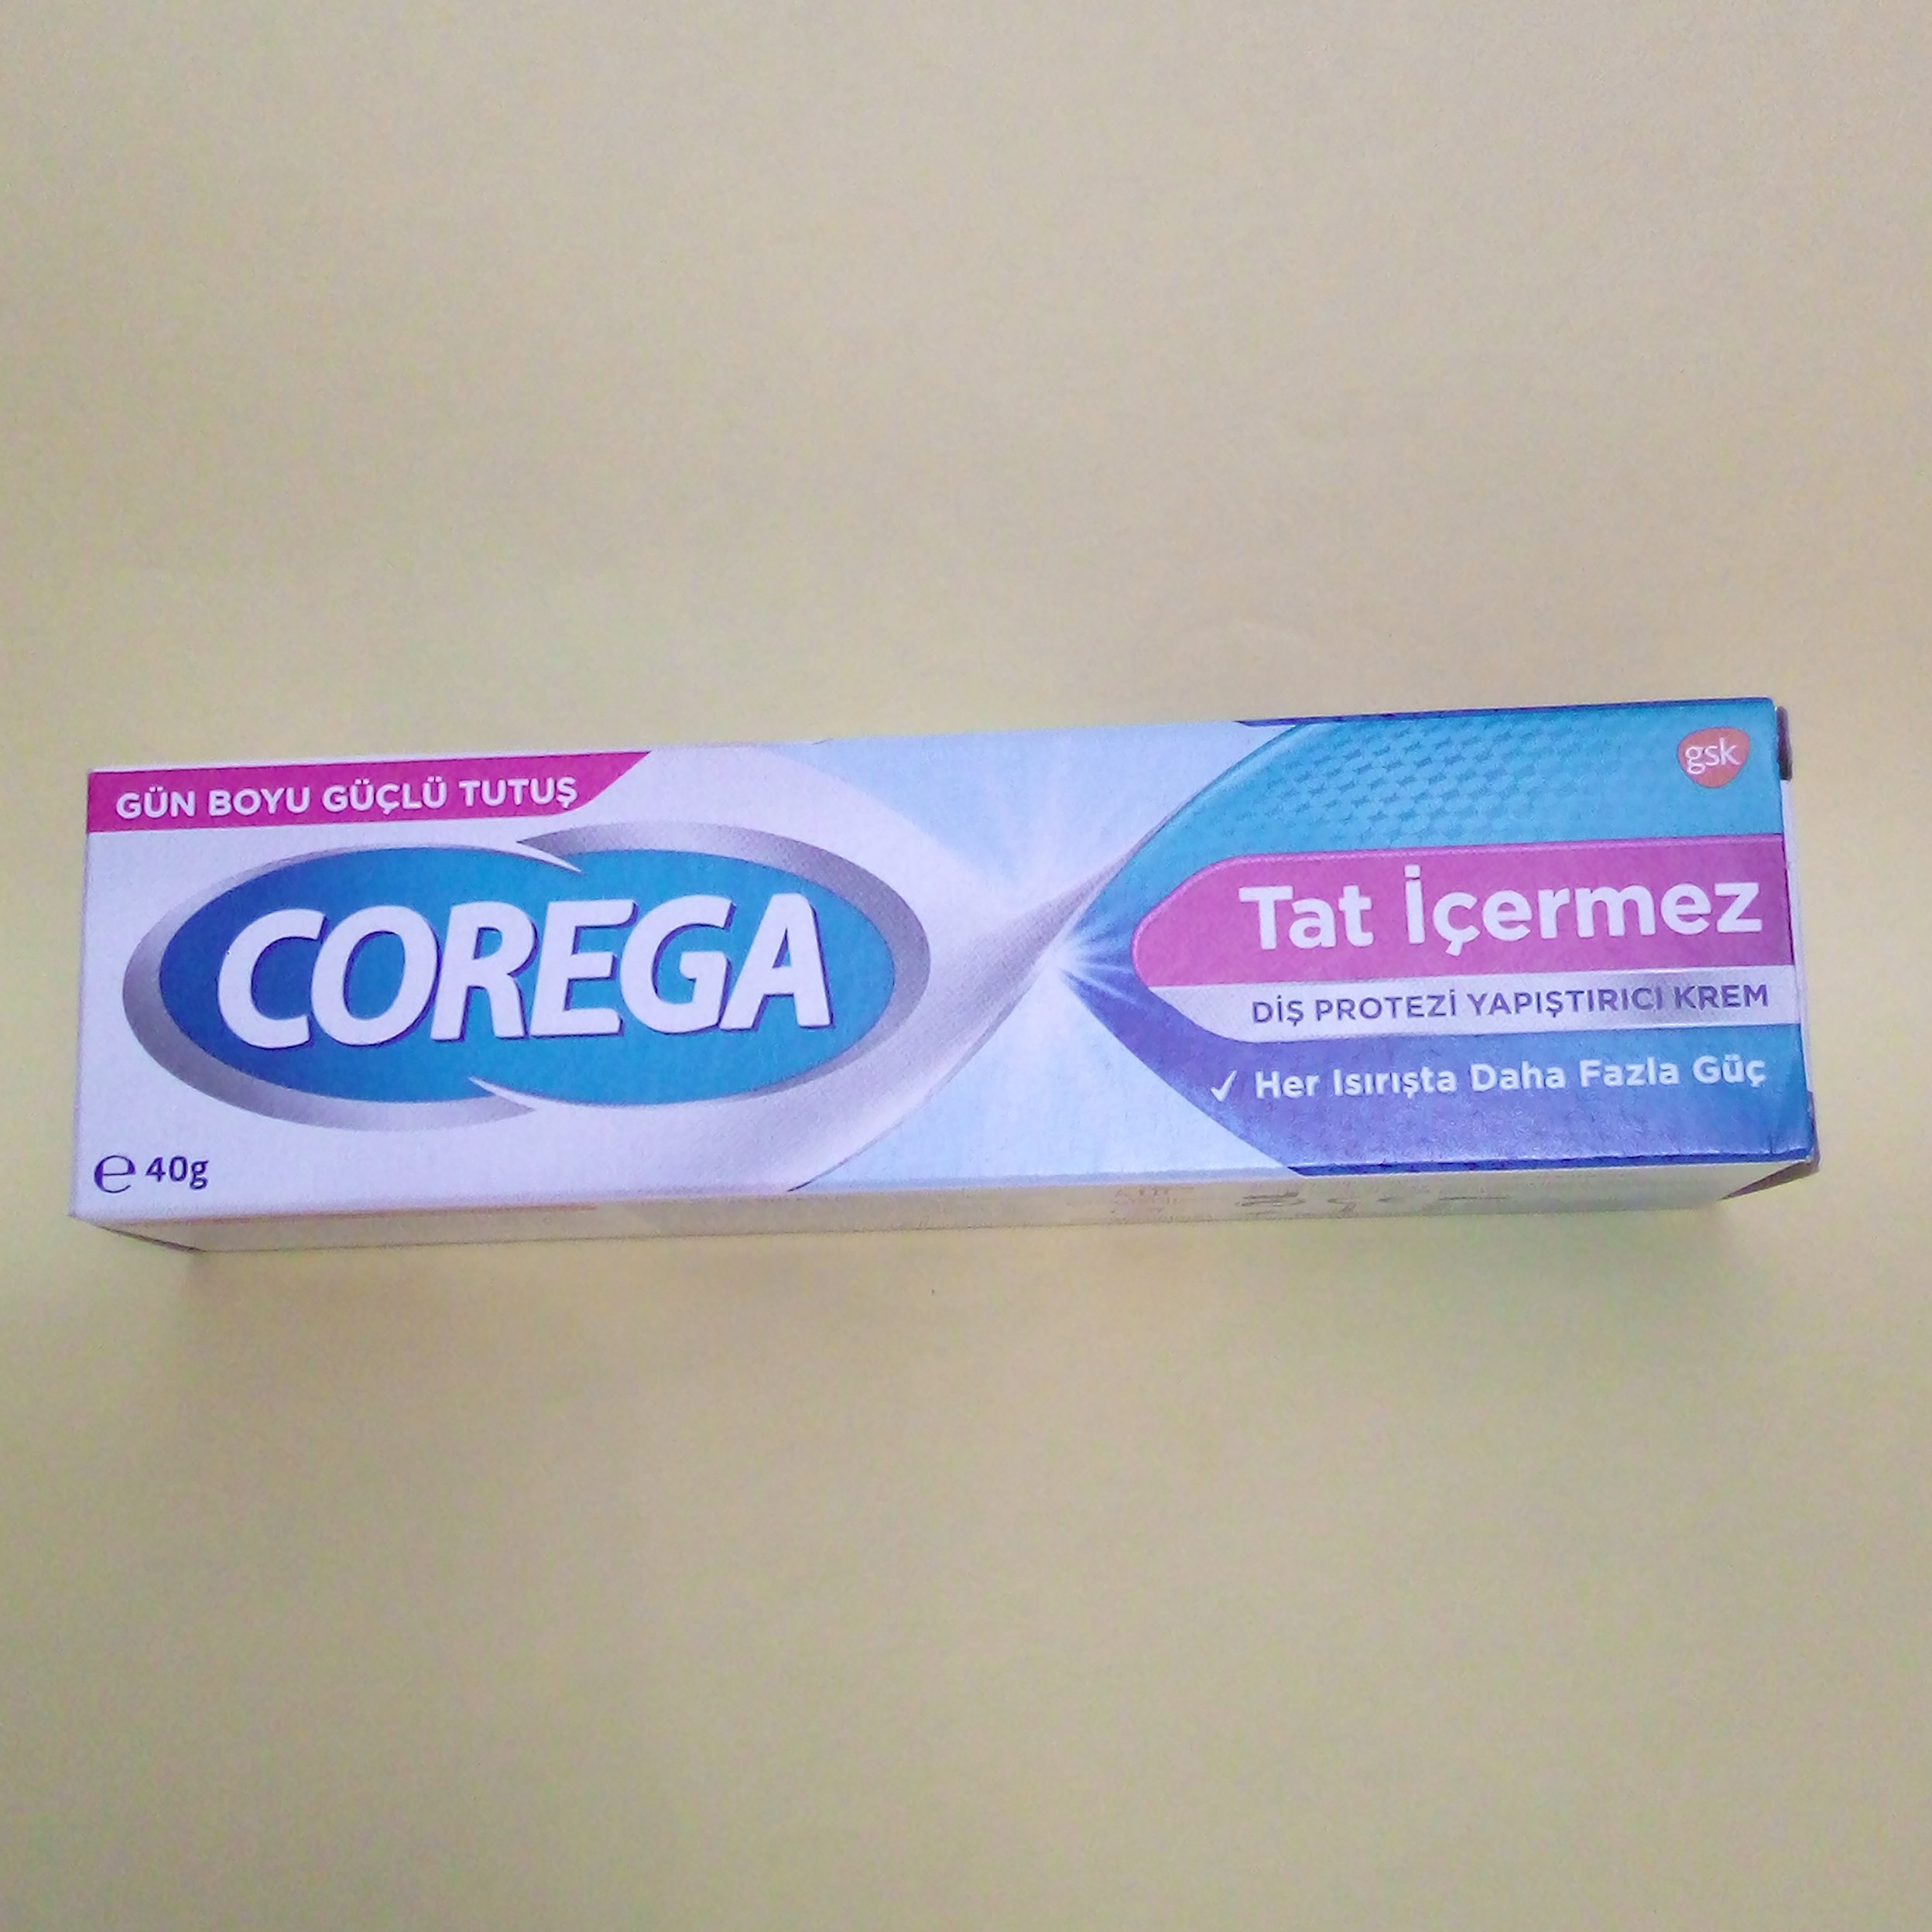 GÜN BOYU GÜÇLÜ TUTUŞ
COREGA
℮ 40g
gsk
Tat İçermez
DİŞ PROTEZİ YAPIŞTIRICI KREM
✓ Her Isırışta Daha Fazla Güç